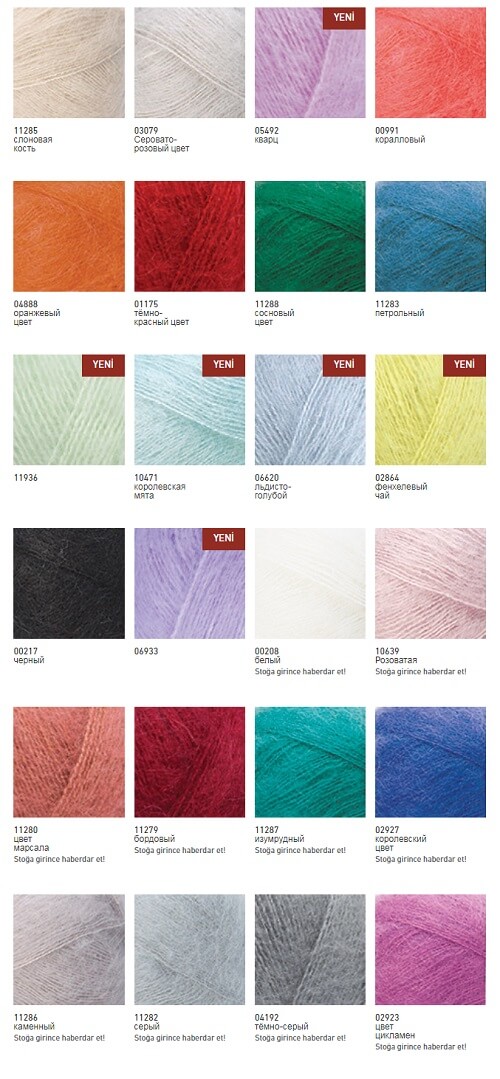 YENİ
11285
слоновая
кость
03079
Серовато-
розовый цвет
05492
кварц
00991
коралловый
04888
оранжевый
цвет
01175
тёмно-
красный цвет
11288
сосновый
цвет
11283
петрольный
YENİ
YENİ
YENİ
YENİ
11936
10471
королевская
мята
06620
льдисто-
голубой
02864
фенхелевый
чай
YENİ
00217
черный
06933
00208
белый
Stoğa girince haberdar et!
10639
Розоватая
Stoğa girince haberdar et!
11280
цвет
марсала
Stoğa girince haberdar et!
11279
бордовый
Stoğa girince haberdar et!
11287
изумрудный
Stoğa girince haberdar et!
02927
королевский
цвет
Stoğa girince haberdar et!
11286
каменный
Stoğa girince haberdar et!
11282
серый
Stoğa girince haberdar et!
04192
тёмно-серый
Stoğa girince haberdar et!
02923
цвет
цикламен
Stoğa girince haberdar et!